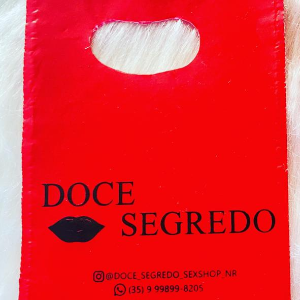 DOCE
SEGREDO
@DOCE_SEGREDO_SEXSHOP_NR
(35) 9 99899-8205